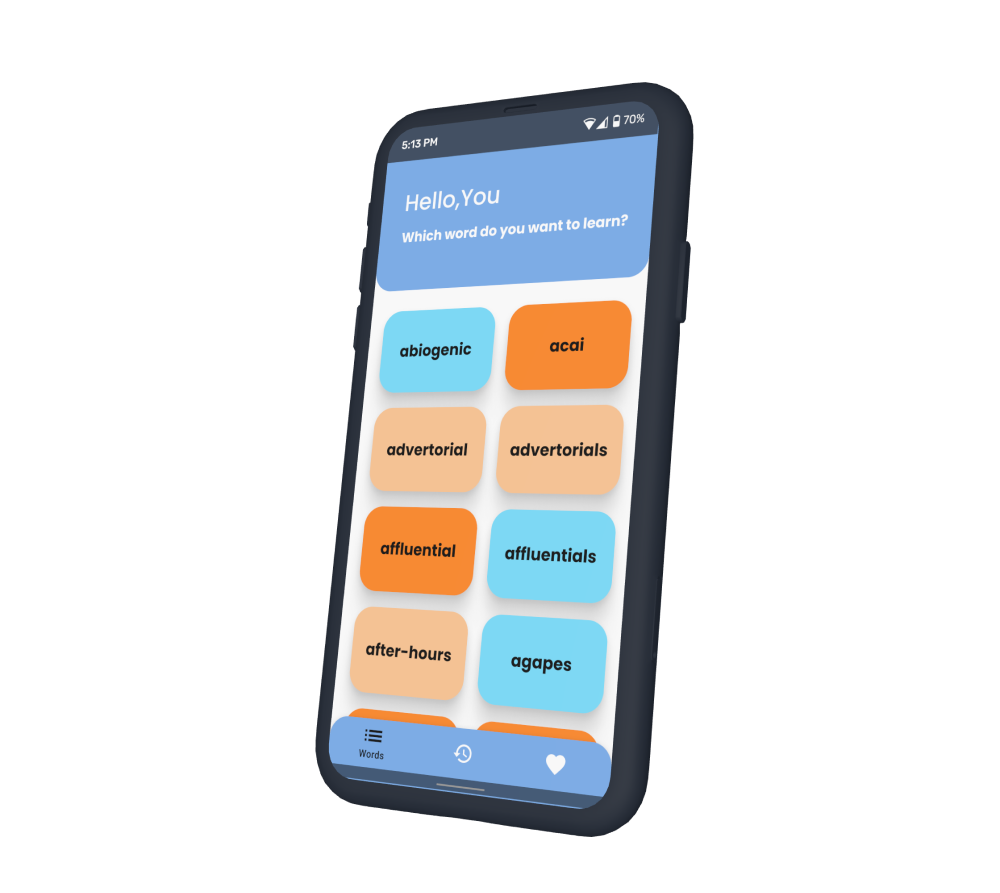 5:13 PM 70%
Hello,You
Which word do you want to learn?
abiogenic acai
advertorial advertorials
affluential affluentials
after-hours agapes
Words